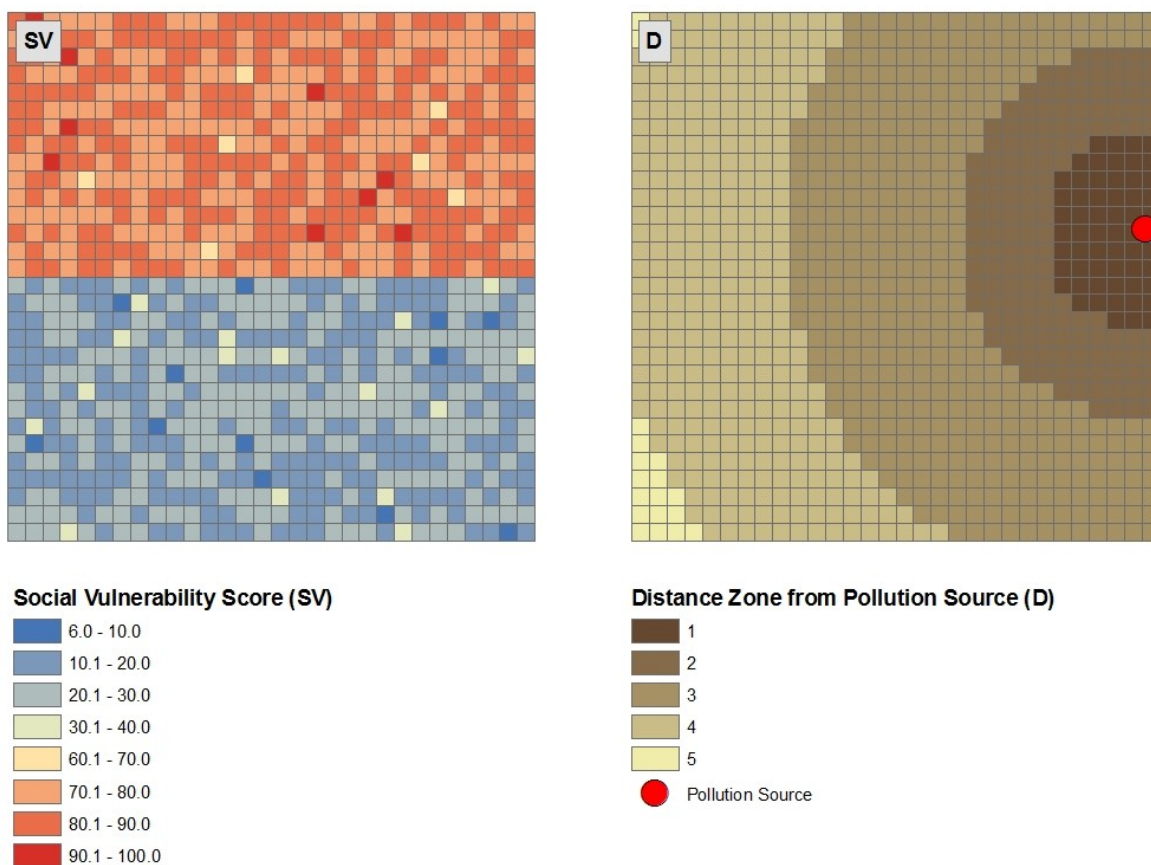 SV
D
Social Vulnerability Score (SV)
6.0 - 10.0
10.1 - 20.0
20.1 - 30.0
30.1 - 40.0
60.1 - 70.0
70.1 - 80.0
80.1 - 90.0
90.1 - 100.0
Distance Zone from Pollution Source (D)
1
2
3
4
5
Pollution Source